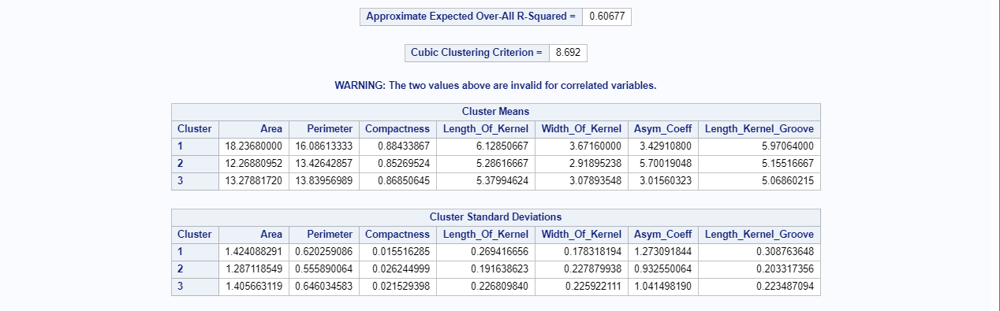 Approximate Expected Over-All R-Squared = 0.60677
Cubic Clustering Criterion = 8.692
WARNING: The two values above are invalid for correlated variables.
Cluster Means
Cluster Area Perimeter Compactness Length_Of_Kernel Width_Of_Kernel Asym_Coeff Length_Kernel_Groove
1 18.23680000 16.08613333 0.88433867 6.12850667 3.67160000 3.42910800 5.97064000
2 12.26880952 13.42642857 0.85269524 5.28616667 2.91895238 5.70019048 5.15516667
3 13.27881720 13.83956989 0.86850645 5.37994624 3.07893548 3.01560323 5.06860215
Cluster Standard Deviations
Cluster Area Perimeter Compactness Length_Of_Kernel Width_Of_Kernel Asym_Coeff Length_Kernel_Groove
1 1.424088291 0.620259086 0.015516285 0.269416656 0.178318194 1.273091844 0.308763648
2 1.287118549 0.555890064 0.026244999 0.191638623 0.227879938 0.932550064 0.203317356
3 1.405663119 0.646034583 0.021529398 0.226809840 0.225922111 1.041498190 0.223487094